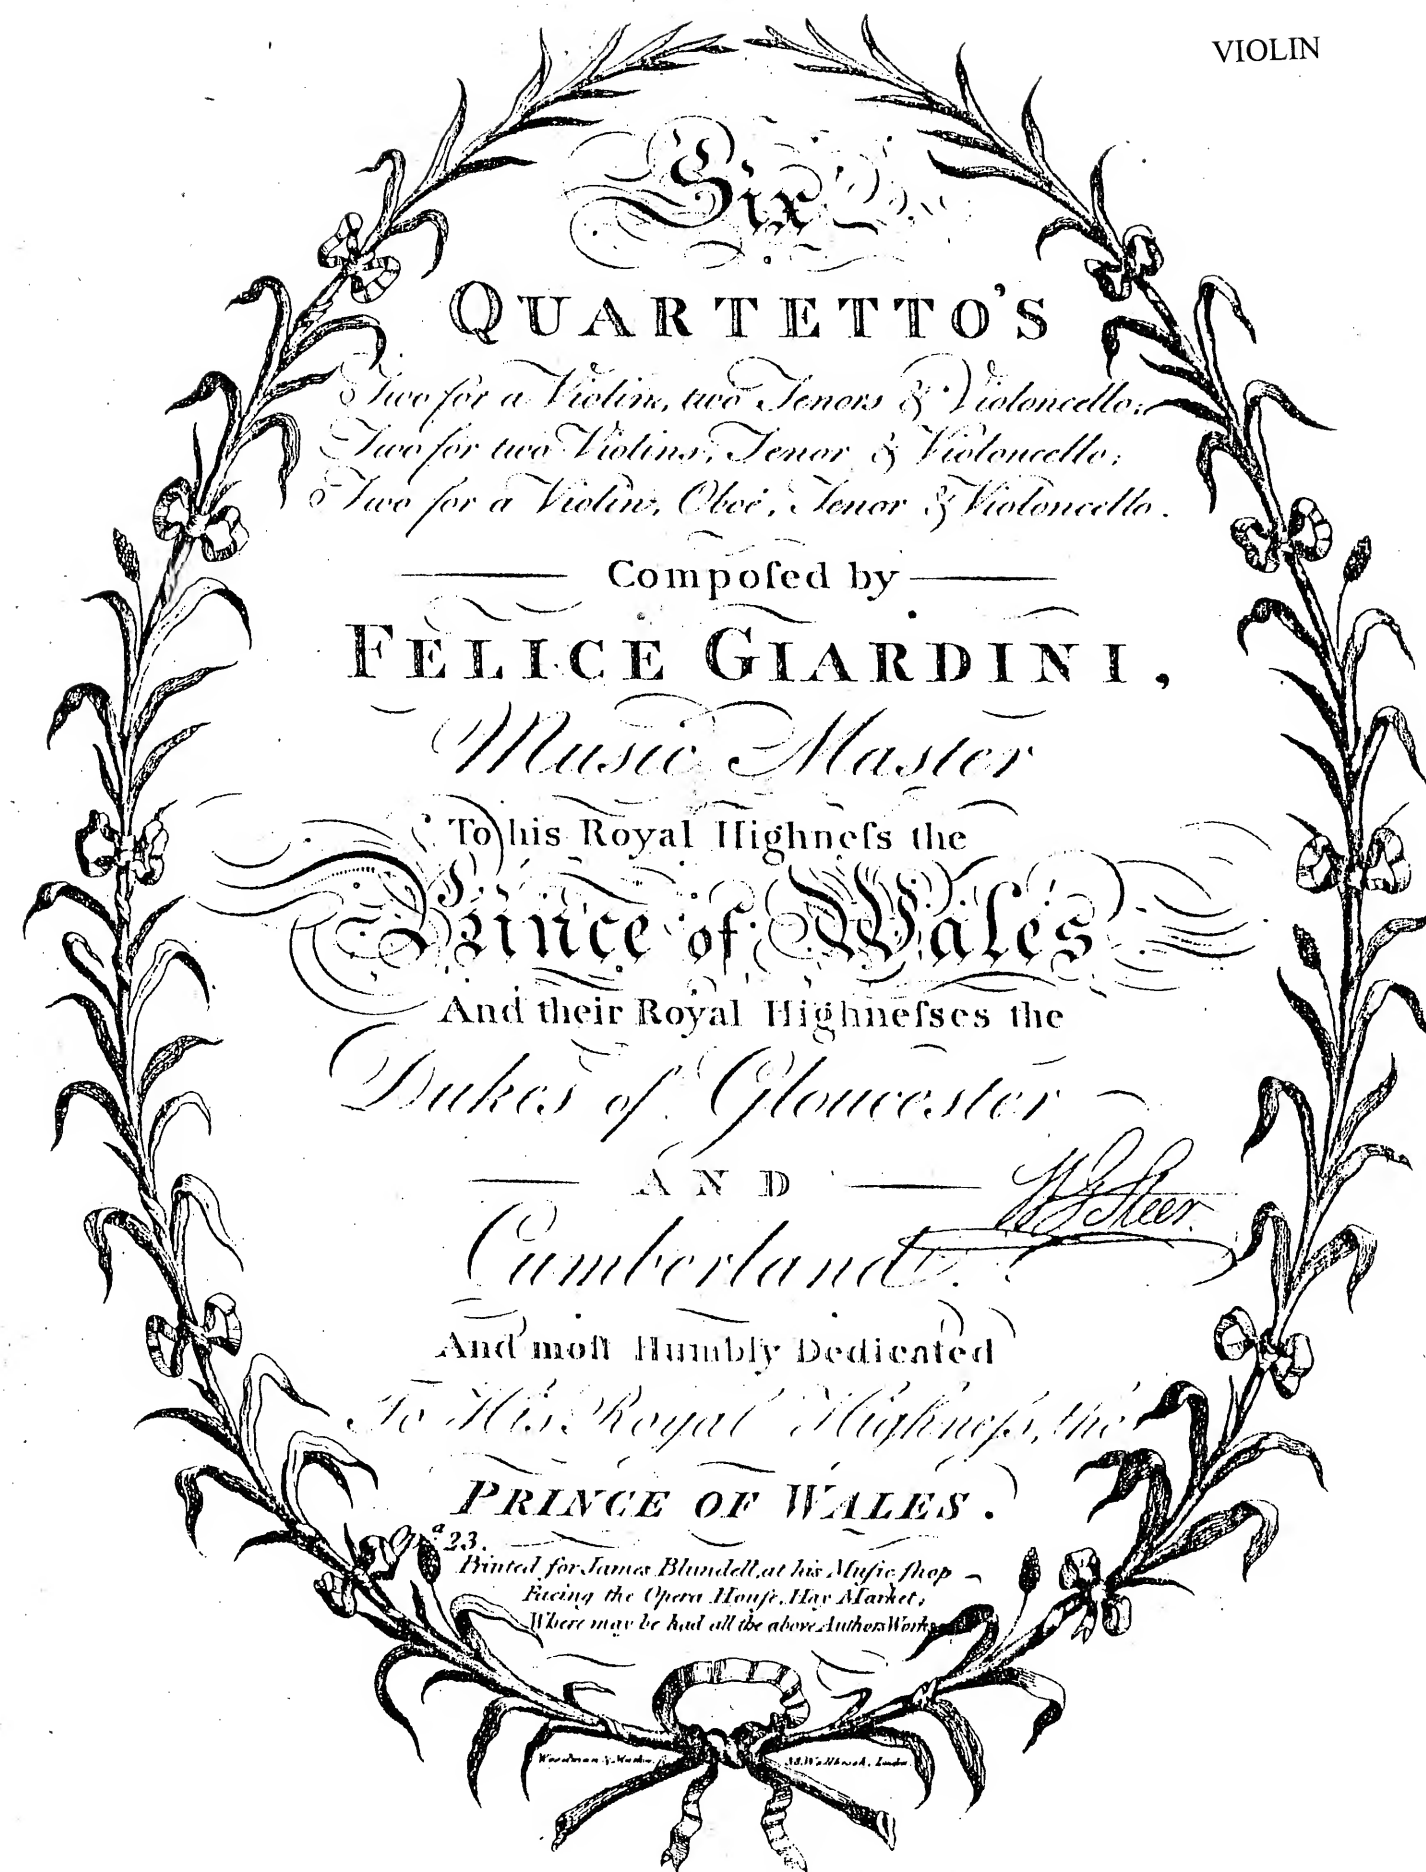 VIOLIN
Six
QUARTETTO'S
Two for a Violin, two Tenors & Violoncello;
Two for two Violins, Tenor & Violoncello;
Two for a Violin, Oboè, Tenor & Violoncello.
Compoſed by
FELICE GIARDINI,
Music Master
To his Royal Highneſs the
Prince of Wales
And their Royal Highneſses the
Dukes of Gloucester
AND
Cumberland.
And moſt Humbly Dedicated
To His Royal Highneſs, the
PRINCE OF WALES.
Opa. 23.
Printed for James Blundell, at his Muſic ſhop
Facing the Opera Houſe, Hay Market;
Where may be had all the above Authors Works